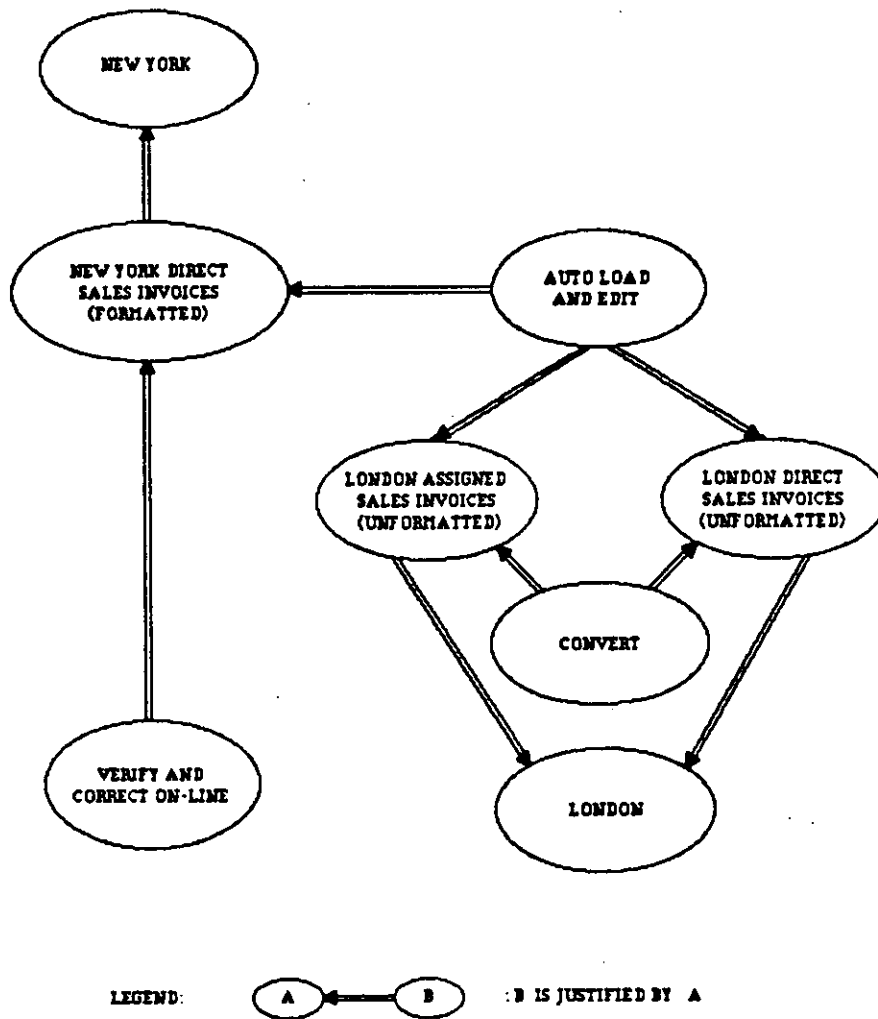 NEW YORK
NEW YORK DIRECT
SALES INVOICES
(FORMATTED)
AUTO LOAD
AND EDIT
LONDON ASSIGNED
SALES INVOICES
(UNFORMATTED)
LONDON DIRECT
SALES INVOICES
(UNFORMATTED)
CONVERT
VERIFY AND
CORRECT ON-LINE
LONDON
LEGEND: A B : B IS JUSTIFIED BY A